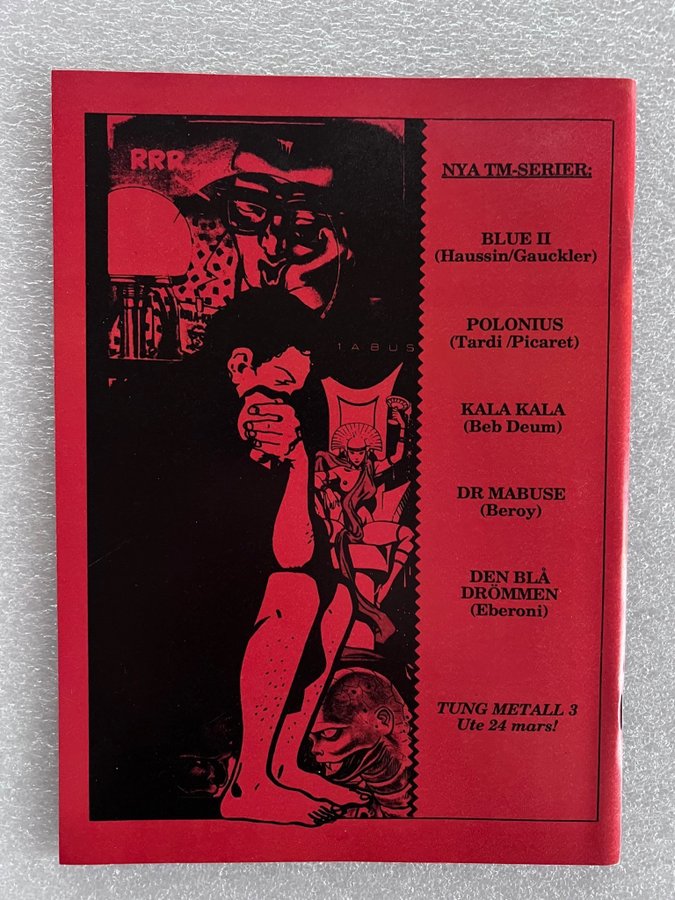 RRR
1ABUS
NYA TM-SERIER:
BLUE II
(Haussin/Gauckler)
POLONIUS
(Tardi /Picaret)
KALA KALA
(Beb Deum)
DR MABUSE
(Beroy)
DEN BLÅ
DRÖMMEN
(Eberoni)
TUNG METALL 3
Ute 24 mars!